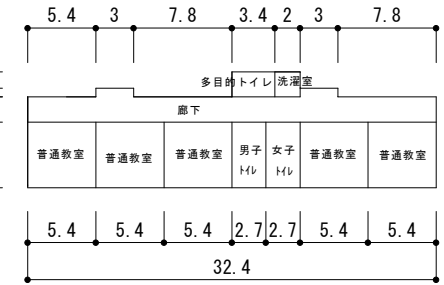 5.4 3 7.8 3.4 2 3 7.8
多目的トイレ 洗濯室
廊下
普通教室 普通教室 普通教室 男子トイレ 女子トイレ 普通教室 普通教室
5.4 5.4 5.4 2.7 2.7 5.4 5.4
32.4